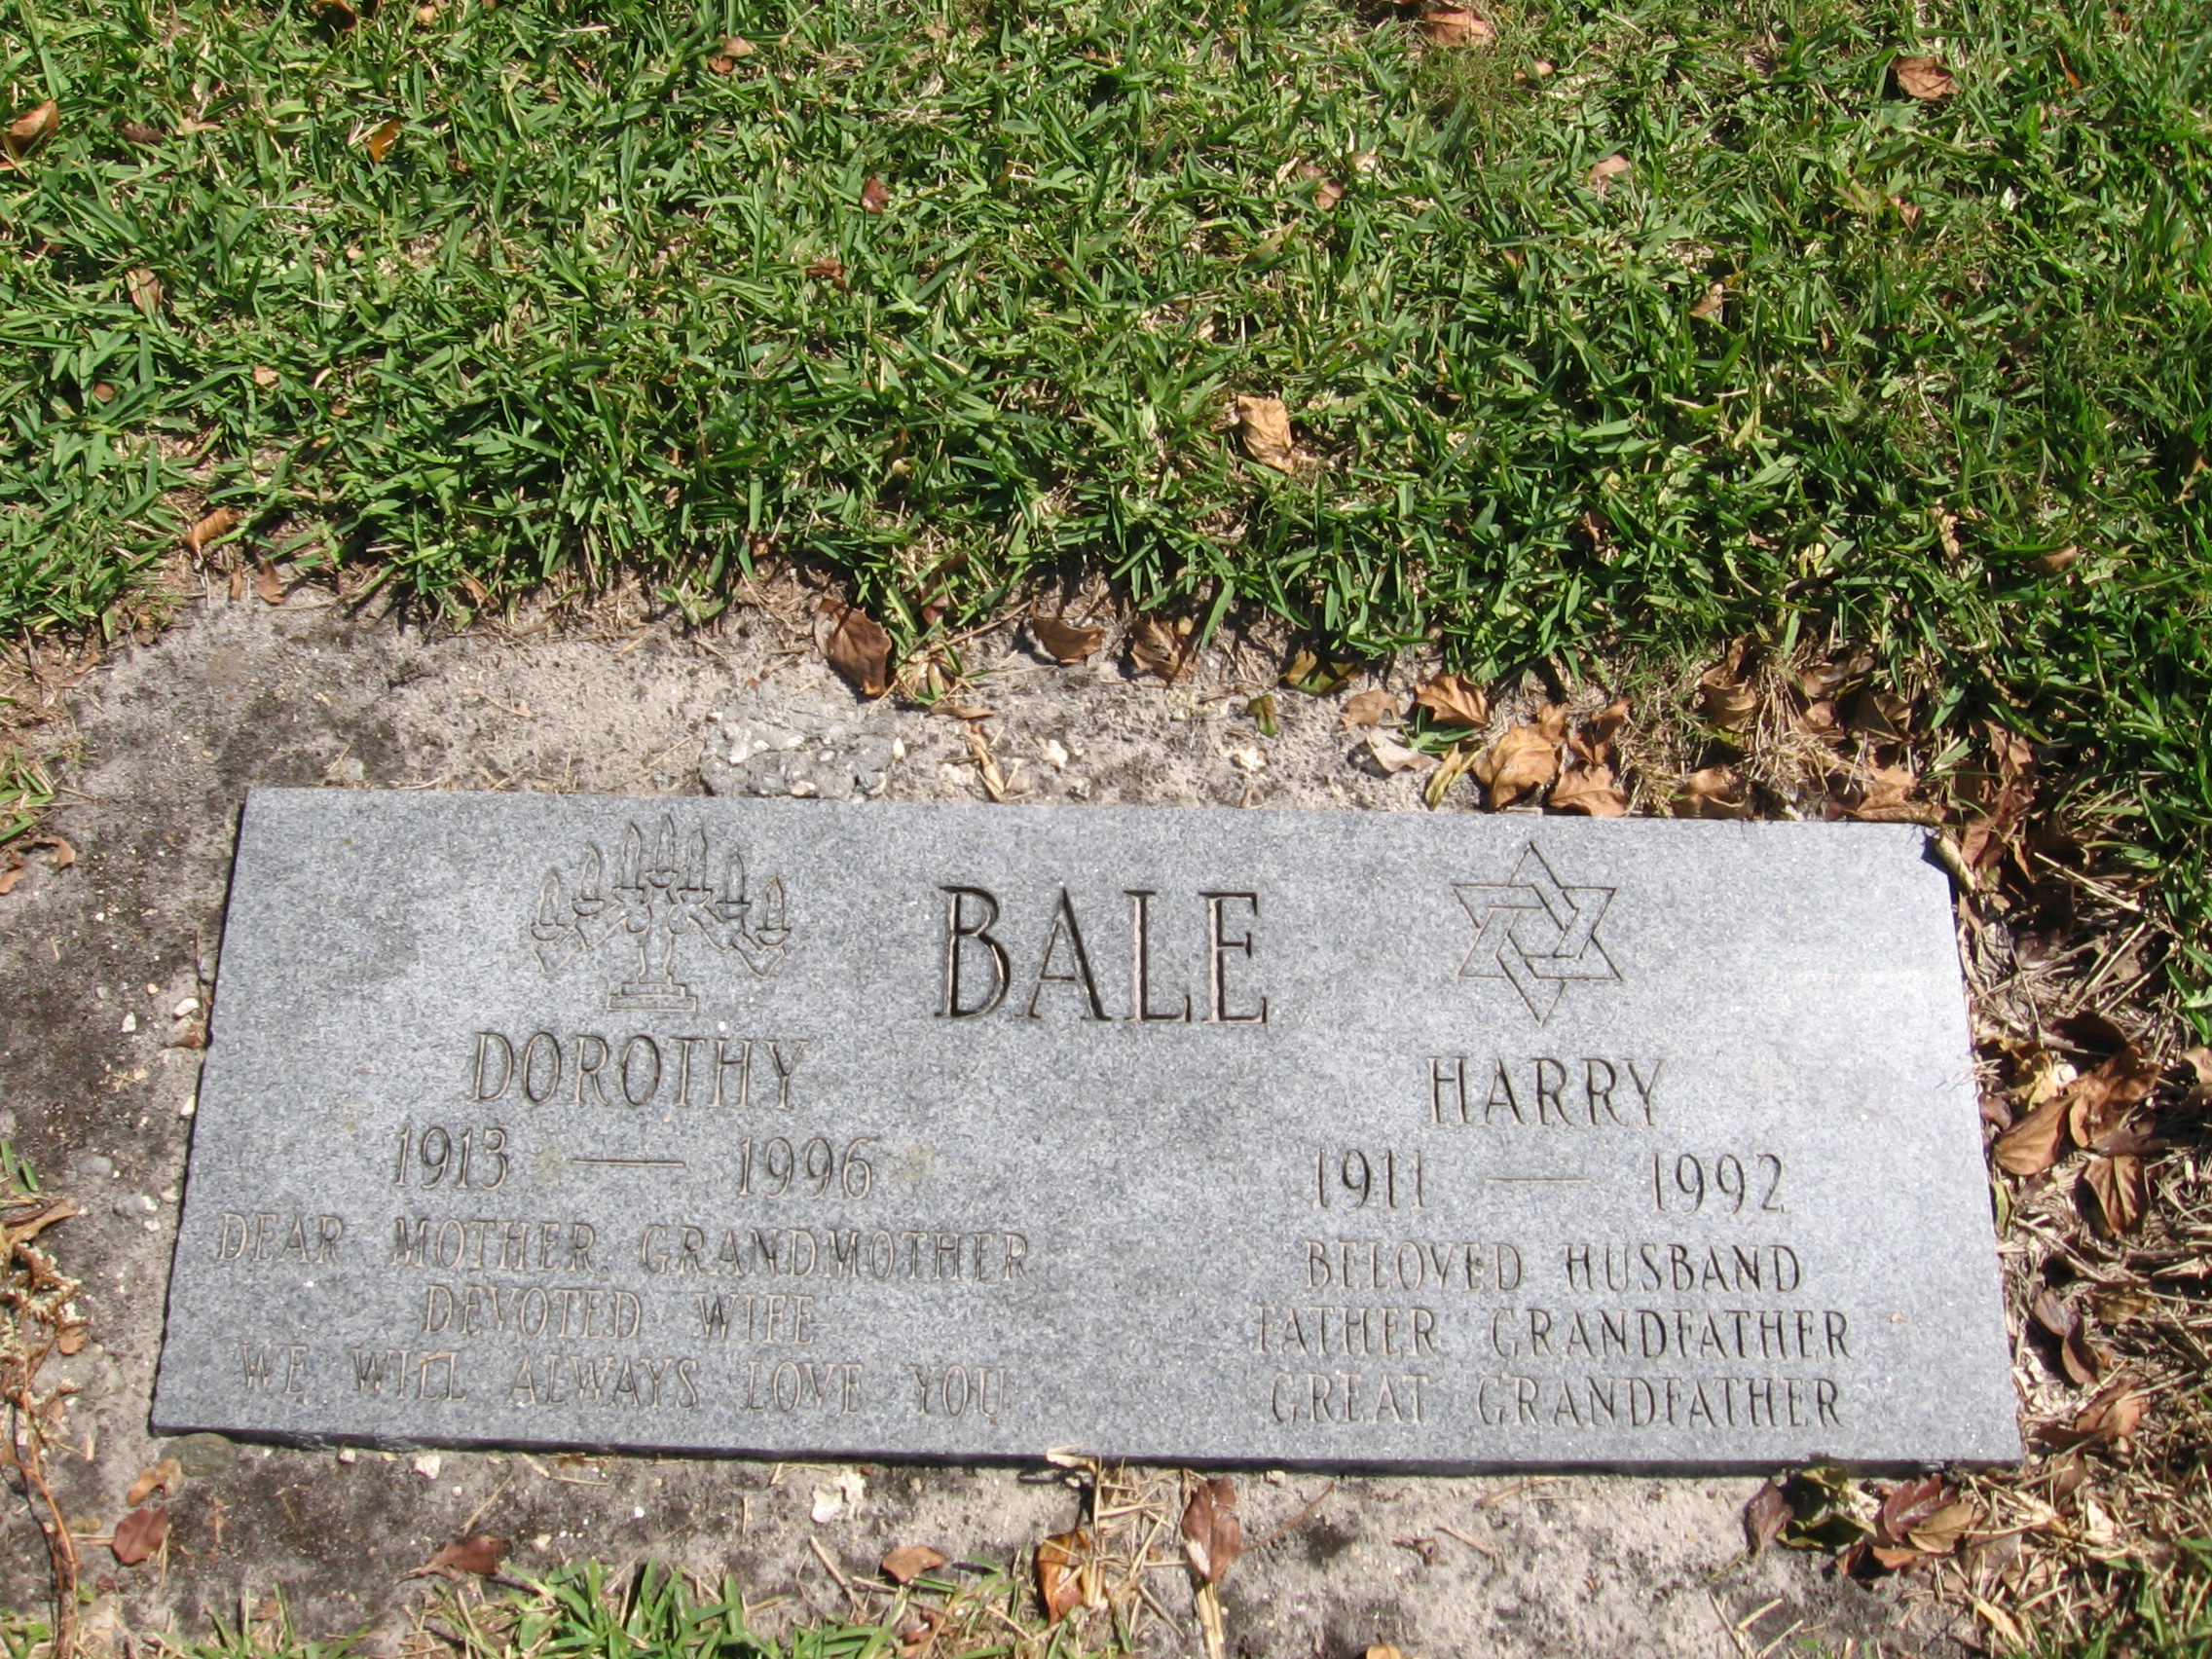 BALE
DOROTHY
1913 — 1996
DEAR MOTHER, GRANDMOTHER
DEVOTED WIFE
WE WILL ALWAYS LOVE YOU
HARRY
1911 — 1992
BELOVED HUSBAND
FATHER GRANDFATHER
GREAT GRANDFATHER